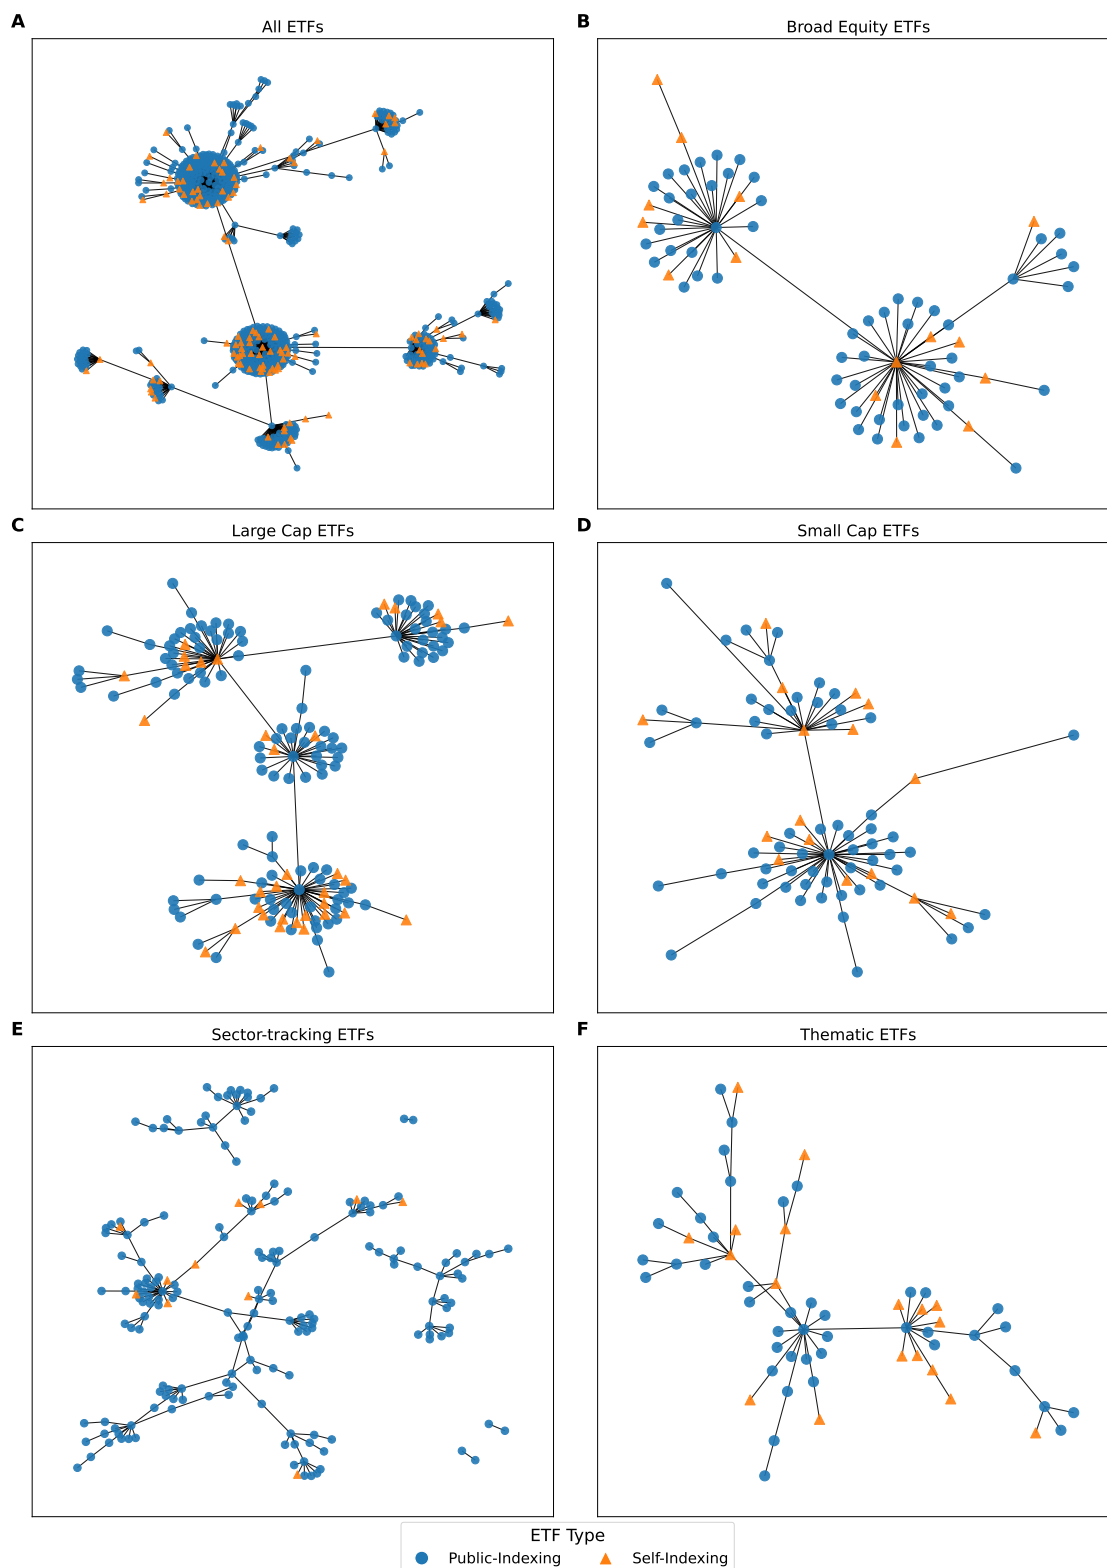 A
All ETFs
B
Broad Equity ETFs
C
Large Cap ETFs
D
Small Cap ETFs
E
Sector-tracking ETFs
F
Thematic ETFs
ETF Type
Public-Indexing
Self-Indexing